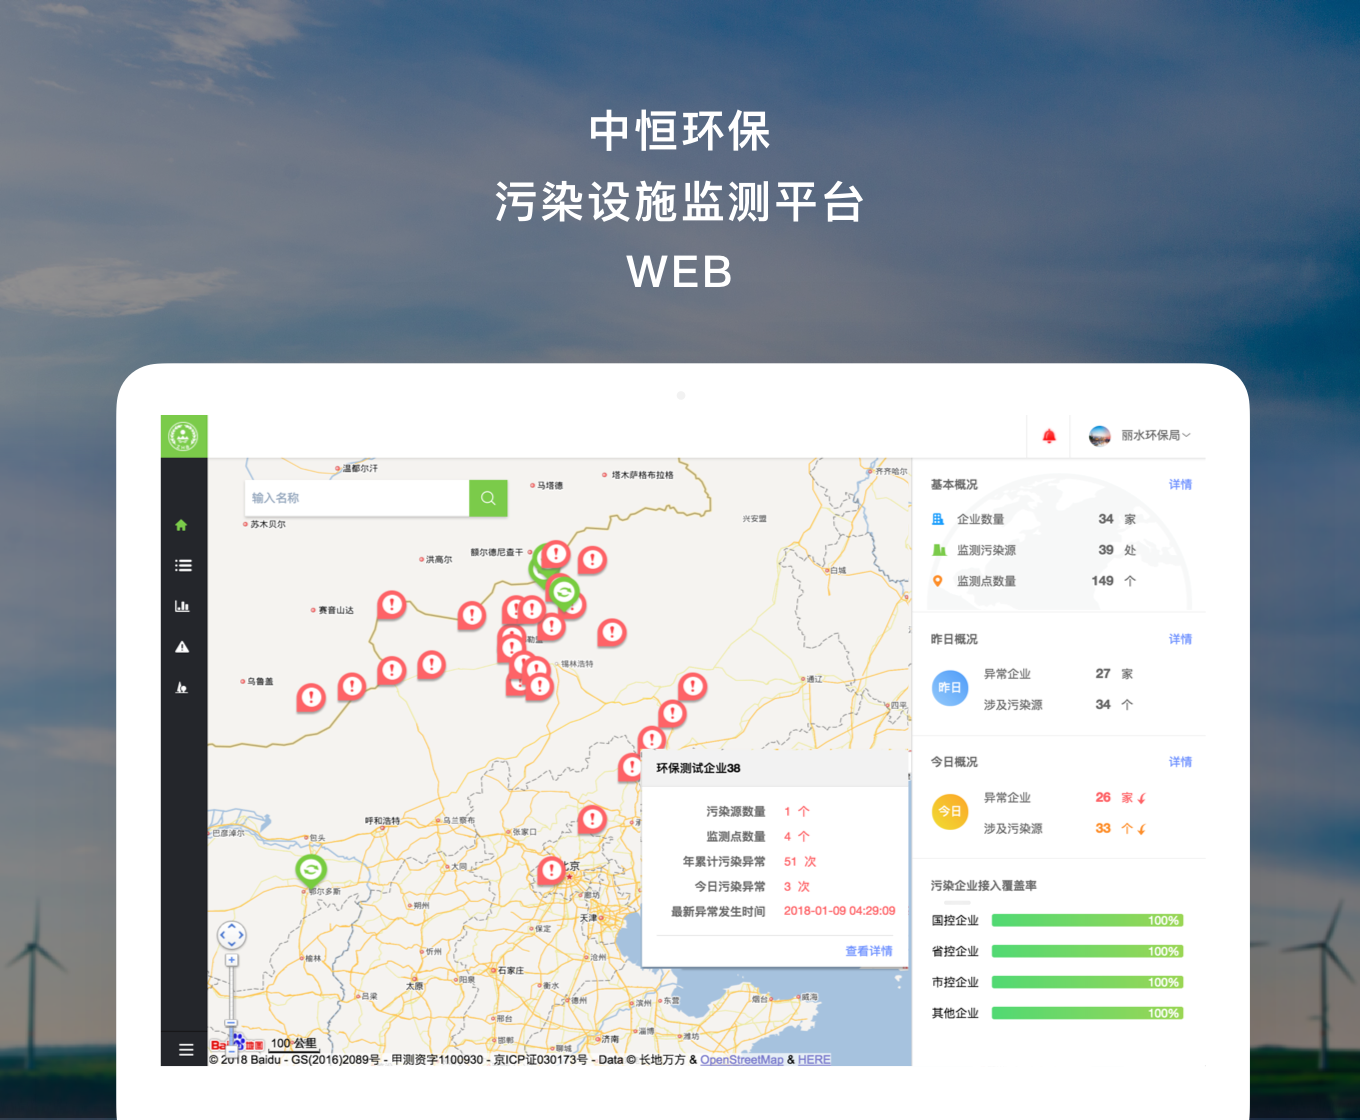 中恒环保
污染设施监测平台
WEB
丽水环保局
输入名称
温都尔汗
马塔德
塔木萨格布拉格
齐齐哈尔
苏木贝尔
兴安盟
洪高尔
额尔德尼查干
白城
赛音山达
勒盟
锡林浩特
乌鲁盖
通辽
四平
呼和浩特
乌兰察布
张家口
巴彦淖尔
包头
大同
北京
鄂尔多斯
廊坊
朔州
天津
保定
忻州
沧州
榆林
石家庄
太原
阳泉
衡水
吕梁
德州
滨州
东营
烟台
威海
邢台
淄博
潍坊
邯郸
济南
聊城
100 公里
© 2018 Baidu - GS(2016)2089号 - 甲测资字1100930 - 京ICP证030173号 - Data © 长地万方 & OpenStreetMap & HERE
环保测试企业38
污染源数量 1 个
监测点数量 4 个
年累计污染异常 51 次
今日污染异常 3 次
最新异常发生时间 2018-01-09 04:29:09
查看详情
基本概况 详情
企业数量 34 家
监测污染源 39 处
监测点数量 149 个
昨日概况 详情
昨日
异常企业 27 家
涉及污染源 34 个
今日概况 详情
今日
异常企业 26 家
涉及污染源 33 个
污染企业接入覆盖率
国控企业 100%
省控企业 100%
市控企业 100%
其他企业 100%